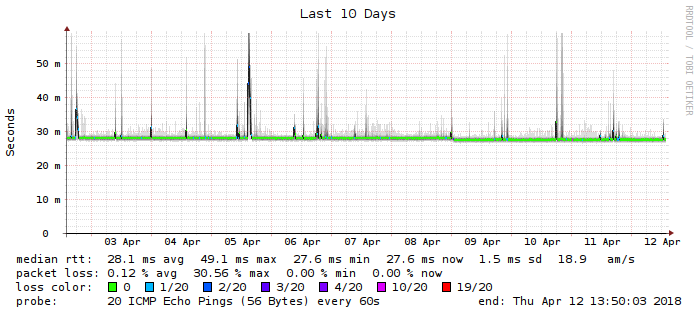 Last 10 Days
RRDTOOL / TOBI OETIKER
Seconds
50 m
40 m
30 m
20 m
10 m
0
03 Apr 04 Apr 05 Apr 06 Apr 07 Apr 08 Apr 09 Apr 10 Apr 11 Apr 12 Apr
median rtt: 28.1 ms avg 49.1 ms max 27.6 ms min 27.6 ms now 1.5 ms sd 18.9 am/s
packet loss: 0.12 % avg 30.56 % max 0.00 % min 0.00 % now
loss color: 0 1/20 2/20 3/20 4/20 10/20 19/20
probe: 20 ICMP Echo Pings (56 Bytes) every 60s end: Thu Apr 12 13:50:03 2018